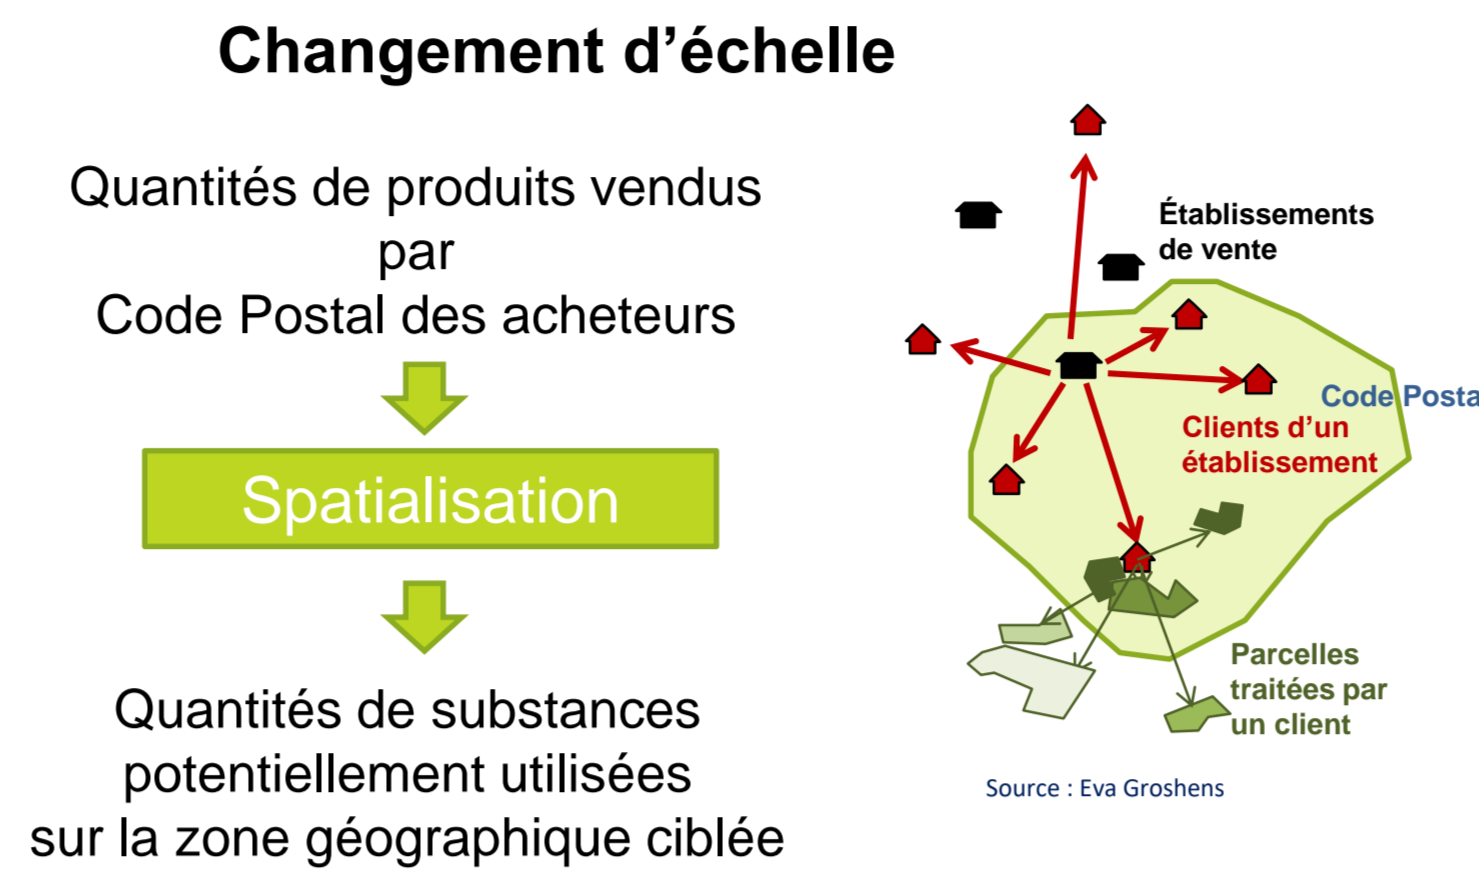 Changement d’échelle
Quantités de produits vendus
par
Code Postal des acheteurs
Spatialisation
Quantités de substances
potentiellement utilisées
sur la zone géographique ciblée
Établissements
de vente
Code Posta
Clients d’un
établissement
Parcelles
traitées par
un client
Source : Eva Groshens